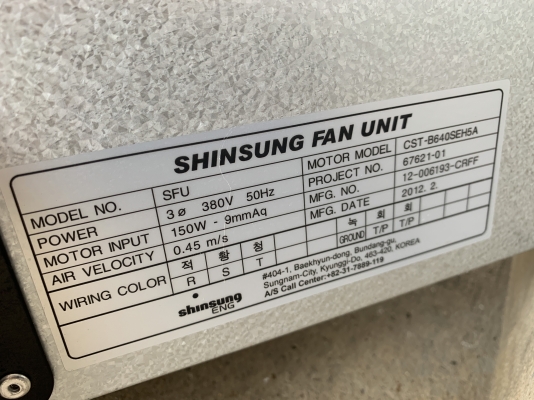 SHINSUNG FAN UNIT
MODEL NO. SFU MOTOR MODEL CST-B640SEH5A
POWER 3ø 380V 50Hz PROJECT NO. 67621-01
MOTOR INPUT 150W - 9mmAq MFG NO. 12-006193-CRFF
AIR VELOCITY 0.45 m/s MFG. DATE 2012. 2.
WIRING COLOR 적 황 청 녹 회 회
R S T GROUND T/P T/P
shinsung
ENG
#404-1, Baekhyun-dong, Bundang-gu,
Sungnam-City, Kyunggi-Do, 463-420, KOREA
A/S Call Center:+82-31-7889-119